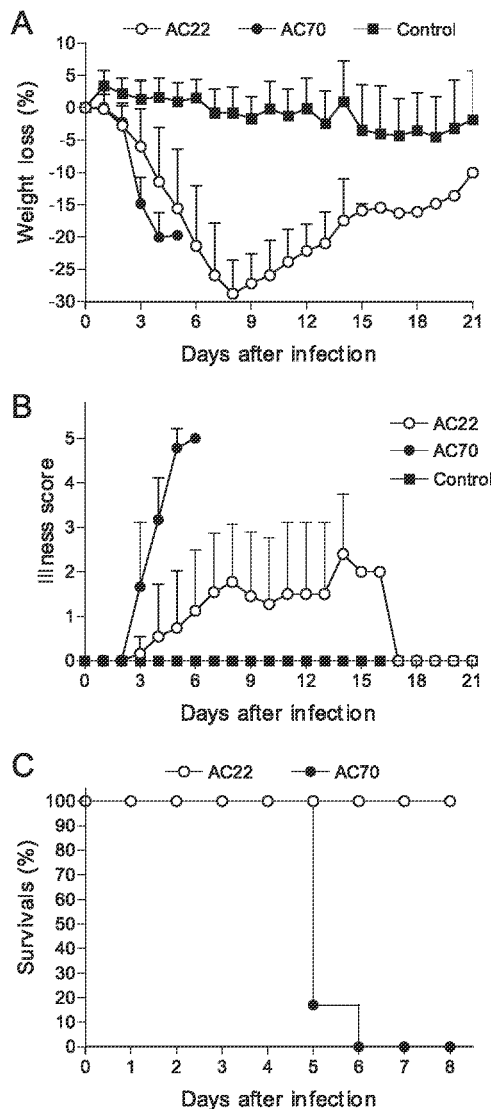 A
AC22 AC70 Control
10
5
0
-5
-10
-15
-20
-25
-30
Weight loss (%)
0 3 6 9 12 15 18 21
Days after infection
B
AC22
AC70
Control
5
4
3
2
1
0
Illness score
0 3 6 9 12 15 18 21
Days after infection
C
AC22 AC70
100
90
80
70
60
50
40
30
20
10
0
Survivals (%)
0 1 2 3 4 5 6 7 8
Days after infection